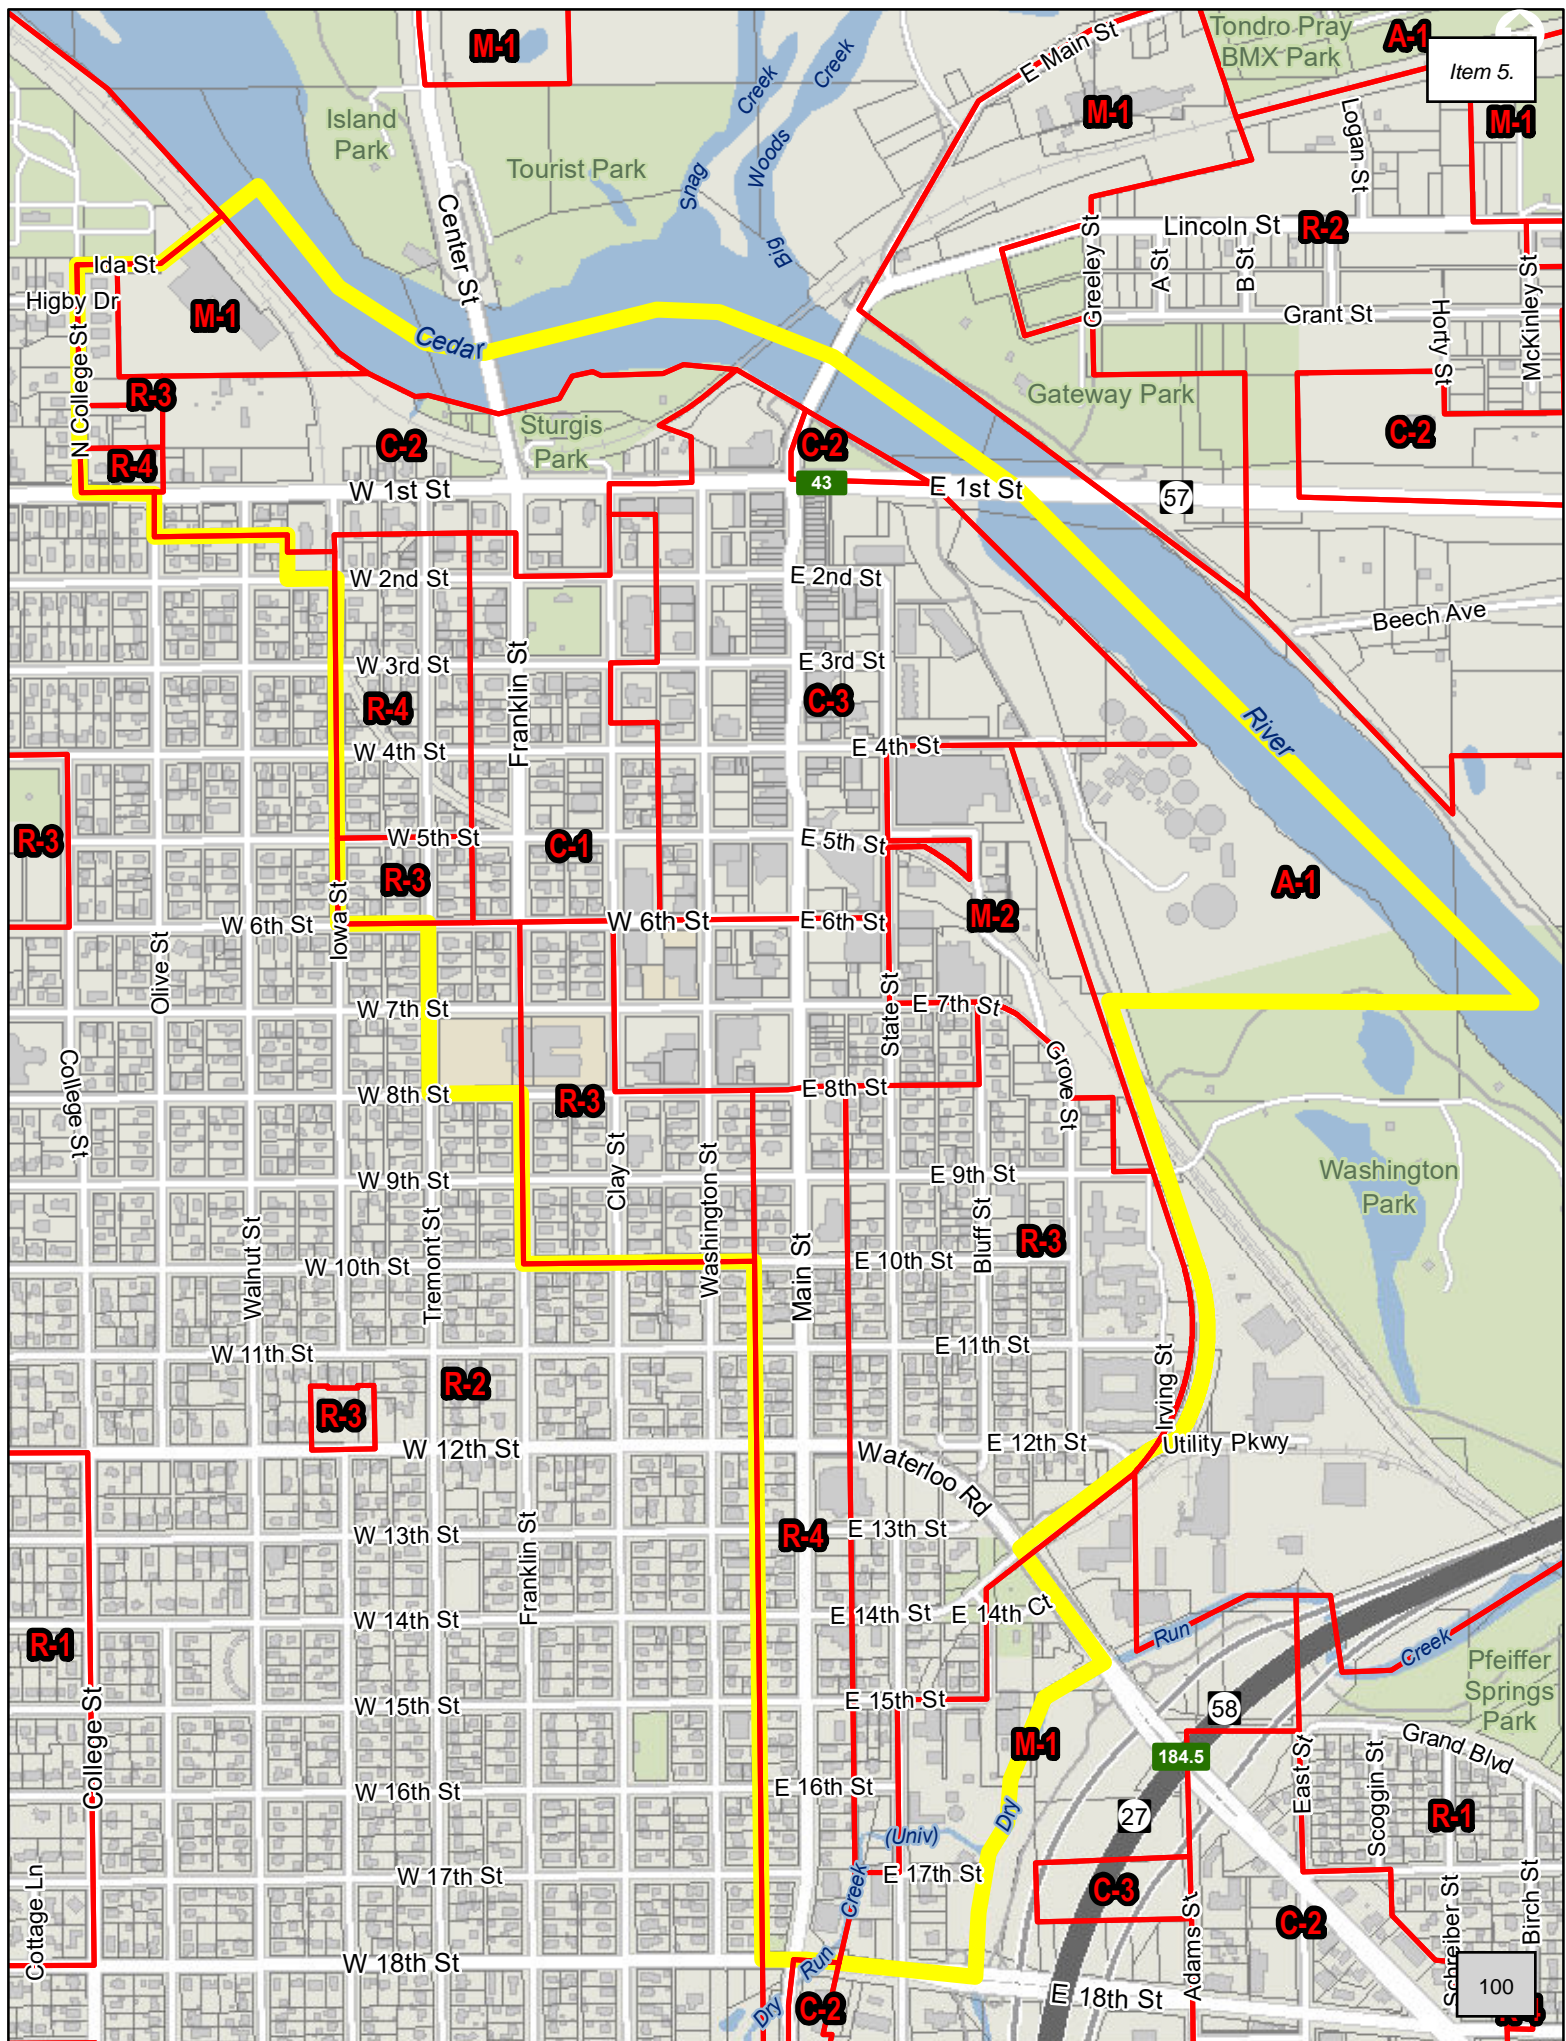 M-1
Tondro Pray
BMX Park
A-1
Item 5.
E Main St
Snag
Creek
Big
Woods
Creek
Island
Park
Tourist Park
M-1
Logan St
M-1
Center St
Greeley St
Lincoln St
R-2
A St
B St
Ida St
Higby Dr
M-1
Grant St
Horty St
McKinley St
Cedar
N College St
R-3
Gateway Park
Sturgis
Park
C-2
C-2
C-2
R-4
W 1st St
43
E 1st St
57
W 2nd St
E 2nd St
Beech Ave
W 3rd St
E 3rd St
Franklin St
R-4
C-3
River
W 4th St
E 4th St
R-3
W 5th St
C-1
E 5th St
R-3
A-1
Iowa St
W 6th St
W 6th St
E 6th St
M-2
Olive St
W 7th St
State St
E 7th St
College St
Grove St
W 8th St
R-3
E 8th St
Clay St
Washington St
W 9th St
E 9th St
Washington
Park
Walnut St
Tremont St
Main St
Bluff St
R-3
W 10th St
E 10th St
W 11th St
E 11th St
Irving St
R-2
R-3
W 12th St
E 12th St
Utility Pkwy
Waterloo Rd
Franklin St
W 13th St
R-4
E 13th St
W 14th St
E 14th St
E 14th Ct
Run
Creek
R-1
Pfeiffer
Springs
Park
College St
W 15th St
E 15th St
58
M-1
184.5
Grand Blvd
East St
Scoggin St
W 16th St
E 16th St
Dry
27
R-1
(Univ)
W 17th St
E 17th St
Creek
C-3
Cottage Ln
Adams St
C-2
Schreiber St
Birch St
W 18th St
Run
Dry
C-2
E 18th St
100